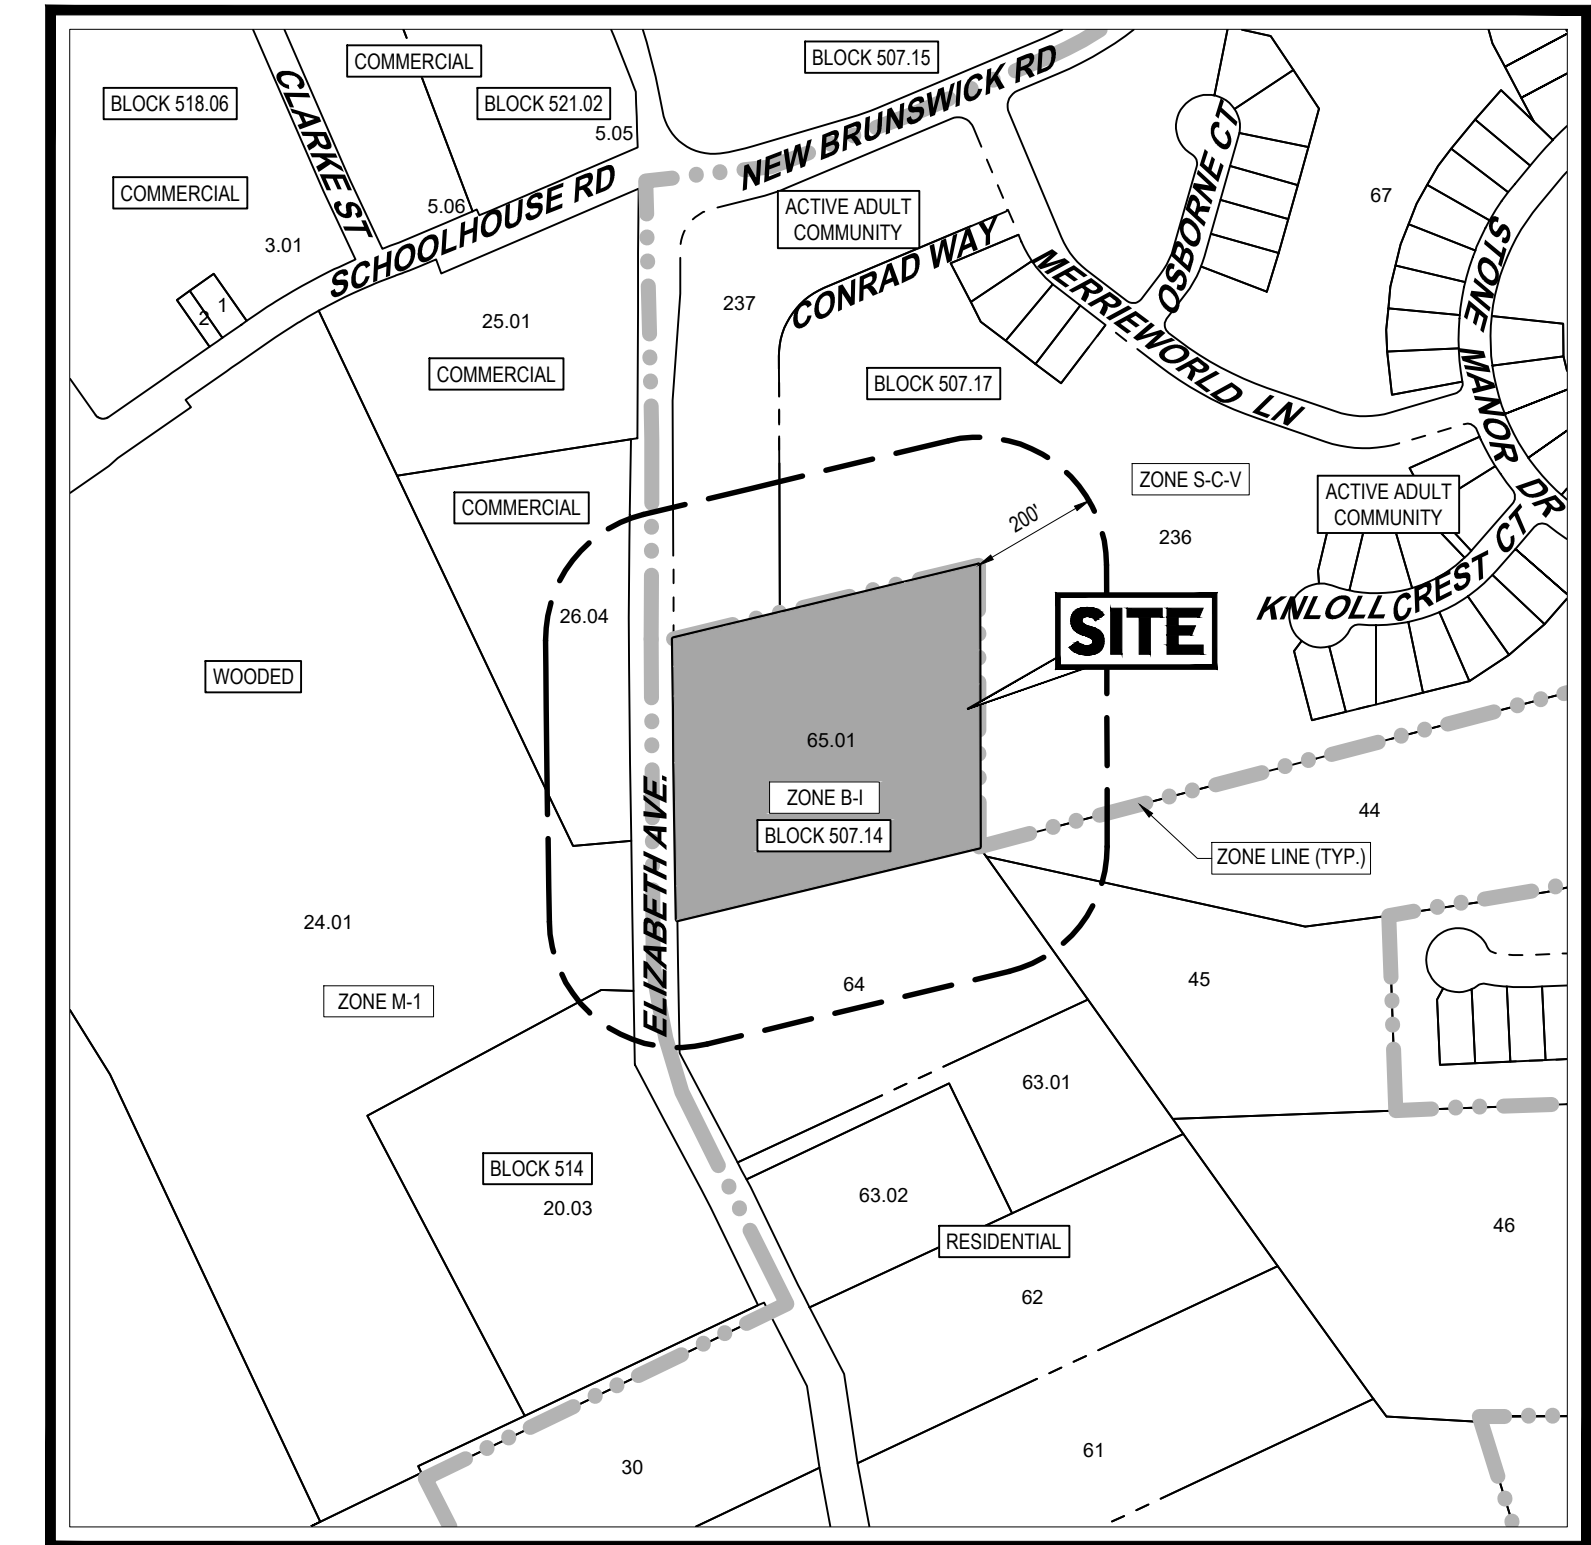 BLOCK 507.15
COMMERCIAL
BLOCK 518.06
CLARKE ST
BLOCK 521.02
5.05
NEW BRUNSWICK RD
OSBORNE CT
COMMERCIAL
5.06
SCHOOLHOUSE RD
ACTIVE ADULT
COMMUNITY
67
3.01
CONRAD WAY
MERRIEWORLD LN
STONE MANOR DR
2
1
237
25.01
COMMERCIAL
BLOCK 507.17
ZONE S-C-V
COMMERCIAL
ACTIVE ADULT
COMMUNITY
200'
236
KNLOLLCREST CT
26.04
SITE
WOODED
65.01
ZONE B-I
BLOCK 507.14
44
ZONE LINE (TYP.)
ELIZABETH AVE.
24.01
ZONE M-1
64
45
63.01
BLOCK 514
20.03
63.02
RESIDENTIAL
46
62
61
30